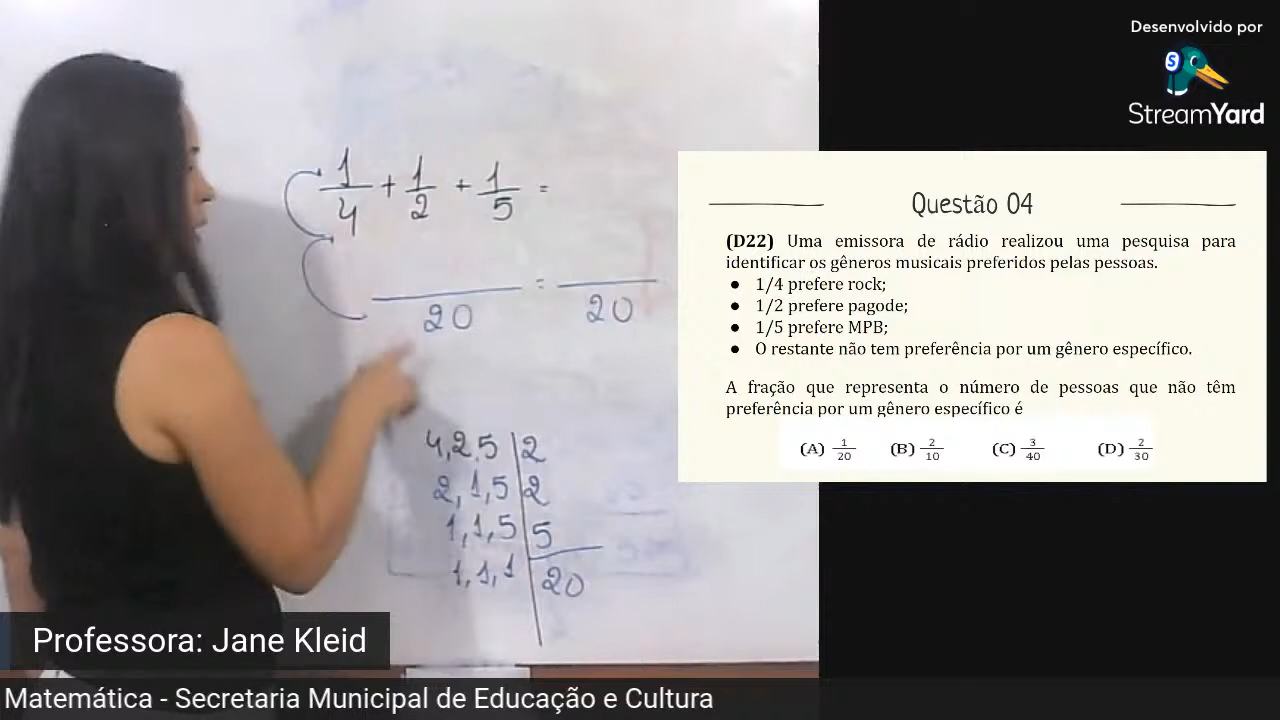 1/4 + 1/2 + 1/5 =
20 = 20
4,2,5 | 2
2,1,5 | 2
1,1,5 | 5
1,1,1 | 20
Desenvolvido por
StreamYard
Questão 04
(D22) Uma emissora de rádio realizou uma pesquisa para
identificar os gêneros musicais preferidos pelas pessoas.
● 1/4 prefere rock;
● 1/2 prefere pagode;
● 1/5 prefere MPB;
● O restante não tem preferência por um gênero específico.
A fração que representa o número de pessoas que não têm
preferência por um gênero específico é
(A) 1/20 (B) 2/10 (C) 3/40 (D) 2/30
Professora: Jane Kleid
Matemática - Secretaria Municipal de Educação e Cultura